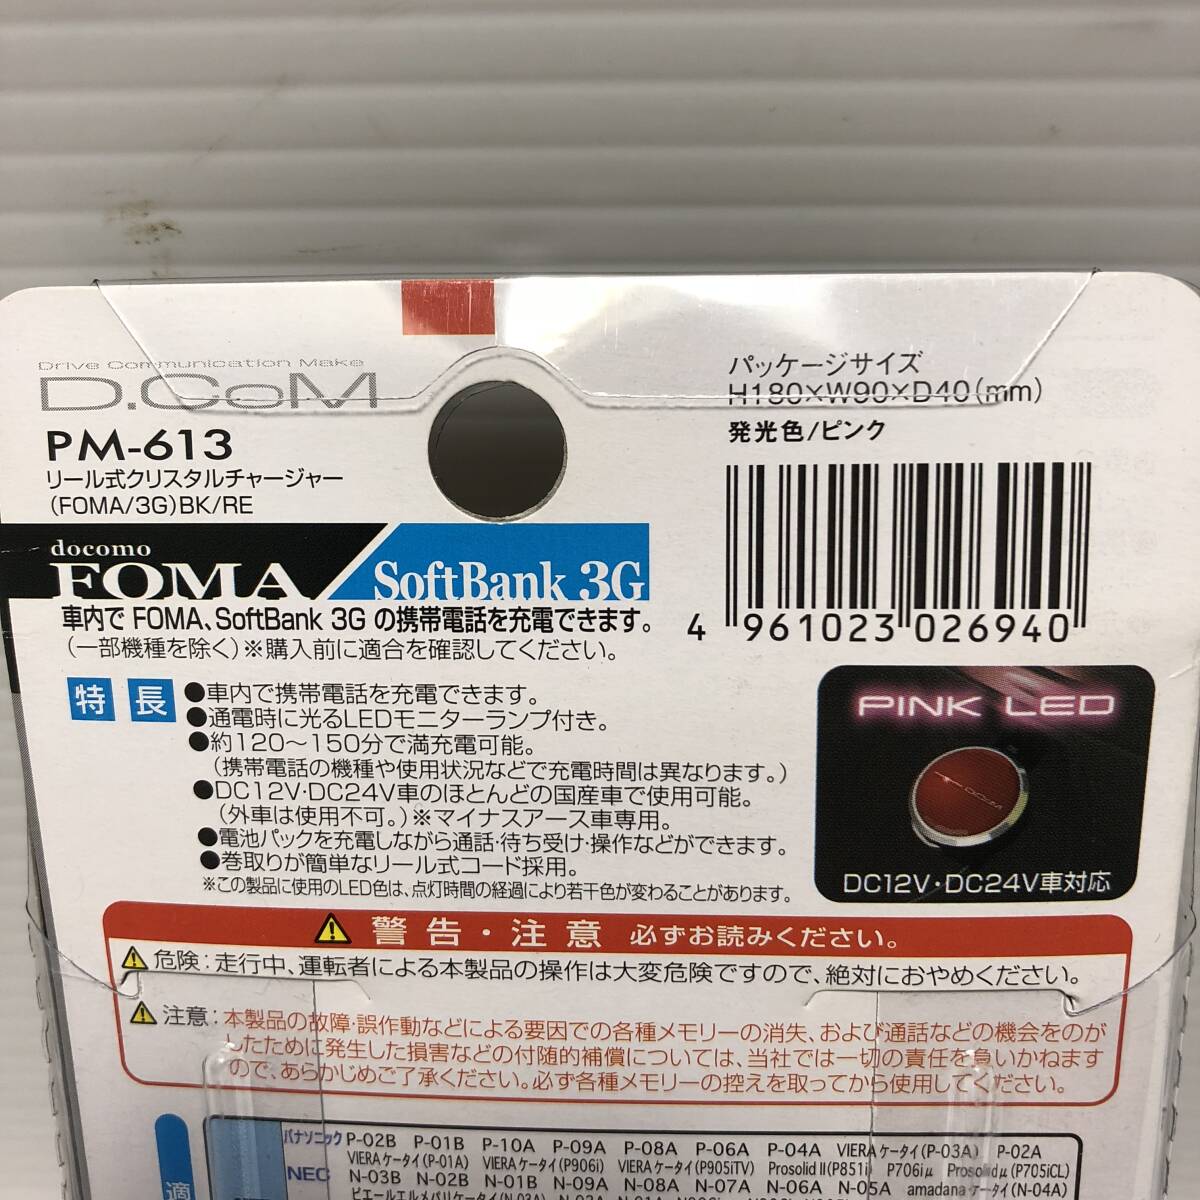 Drive Communication Make
D.CoM
PM-613
リール式クリスタルチャージャー
(FOMA/3G)BK/RE
パッケージサイズ
H180×W90×D40(mm)
発光色/ピンク
4 961023 026940
docomo
FOMA
SoftBank 3G
車内で FOMA、SoftBank 3G の携帯電話を充電できます。
(一部機種を除く)※購入前に適合を確認してください。
特長
●車内で携帯電話を充電できます。
●通電時に光るLEDモニターランプ付き。
●約120〜150分で満充電可能。
(携帯電話の機種や使用状況などで充電時間は異なります。)
●DC12V･DC24V車のほとんどの国産車で使用可能。
(外車は使用不可。)※マイナスアース車専用。
●電池パックを充電しながら通話･待ち受け･操作などができます。
●巻取りが簡単なリール式コード採用。
※この製品に使用のLED色は、点灯時間の経過により若干色が変わることがあります。
PINK LED
D.COM
DC12V･DC24V車対応
警告・注意 必ずお読みください。
危険：走行中、運転者による本製品の操作は大変危険ですので、絶対におやめください。
注意：本製品の故障･誤作動などによる要因での各種メモリーの消失、および通話などの機会をのが
したために発生した損害などの付随的補償については、当社では一切の責任を負いかねます
ので、あらかじめご了承ください。必ず各種メモリーの控えを取ってから使用してください。
適
パナソニック P-02B P-01B P-10A P-09A P-08A P-06A P-04A VIERAケータイ(P-03A) P-02A
VIERAケータイ(P-01A) VIERAケータイ(P906i) VIERAケータイ(P905iTV) ProsolidⅡ(P851i) P706iμ Prosolidμ(P705iCL)
NEC N-03B N-02B N-01B N-09A N-08A N-07A N-06A N-05A amadanaケータイ(N-04A)
ピエールエルメパリケータイ(N-03A)